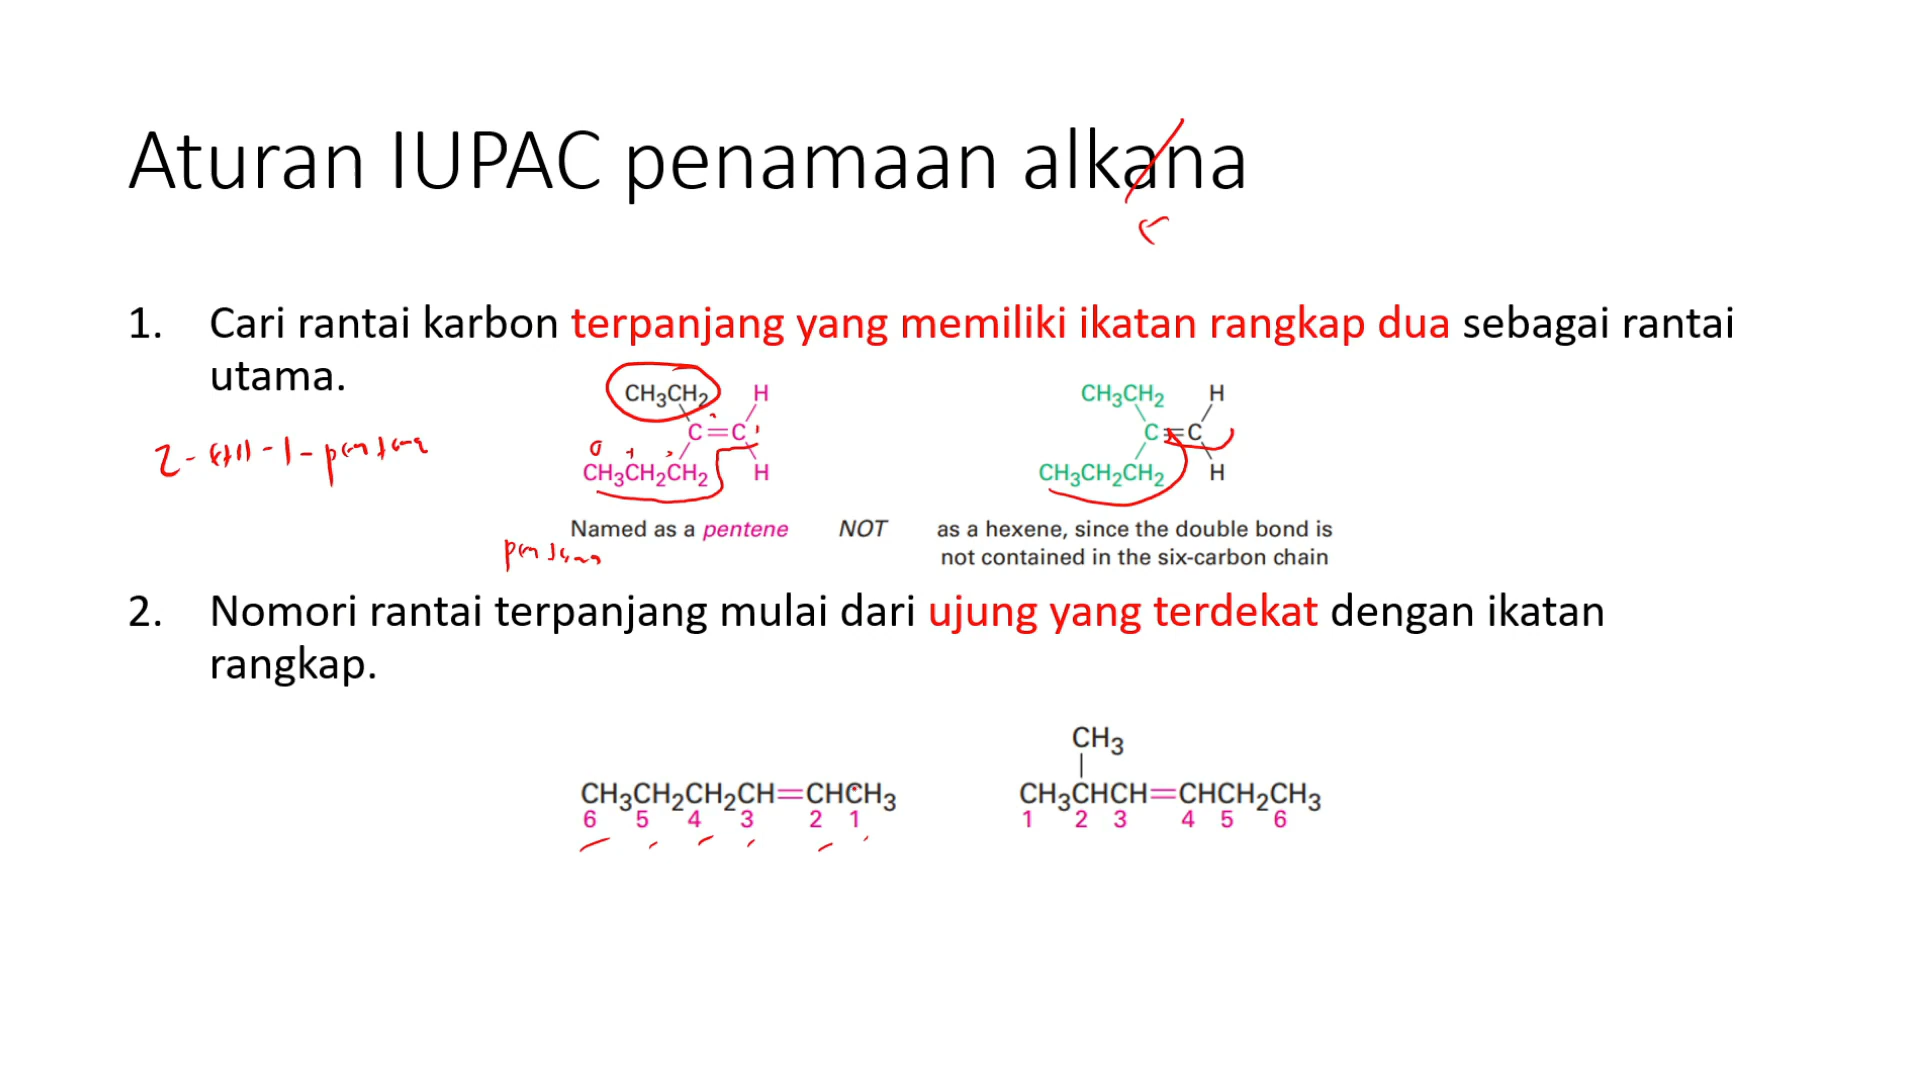 Aturan IUPAC penamaan alkana
e
1. Cari rantai karbon terpanjang yang memiliki ikatan rangkap dua sebagai rantai
utama.
CH₃CH₂ H
C=C
CH₃CH₂CH₂ H
CH₃CH₂ H
C=C
CH₃CH₂CH₂ H
2-etil-1-pentena
Named as a pentene NOT as a hexene, since the double bond is
not contained in the six-carbon chain
2. Nomori rantai terpanjang mulai dari ujung yang terdekat dengan ikatan
rangkap.
CH₃CH₂CH₂CH=CHCH₃
6 5 4 3 2 1
CH₃
CH₃CHCH=CHCH₂CH₃
1 2 3 4 5 6